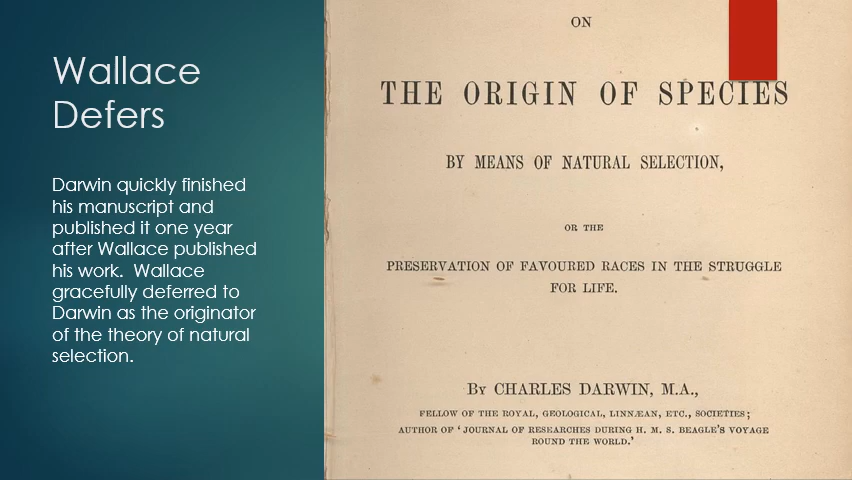 Wallace
Defers
Darwin quickly finished
his manuscript and
published it one year
after Wallace published
his work.  Wallace
gracefully deferred to
Darwin as the originator
of the theory of natural
selection.
ON
THE ORIGIN OF SPECIES
BY MEANS OF NATURAL SELECTION,
OR THE
PRESERVATION OF FAVOURED RACES IN THE STRUGGLE
FOR LIFE.
By CHARLES DARWIN, M.A.,
FELLOW OF THE ROYAL, GEOLOGICAL, LINNÆAN, ETC., SOCIETIES;
AUTHOR OF 'JOURNAL OF RESEARCHES DURING H. M. S. BEAGLE'S VOYAGE
ROUND THE WORLD.'